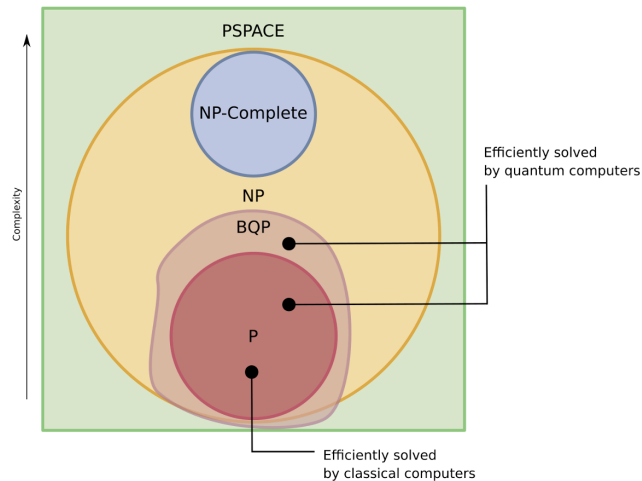 PSPACE
NP-Complete
Efficiently solved
by quantum computers
NP
Complexity
BQP
P
Efficiently solved
by classical computers